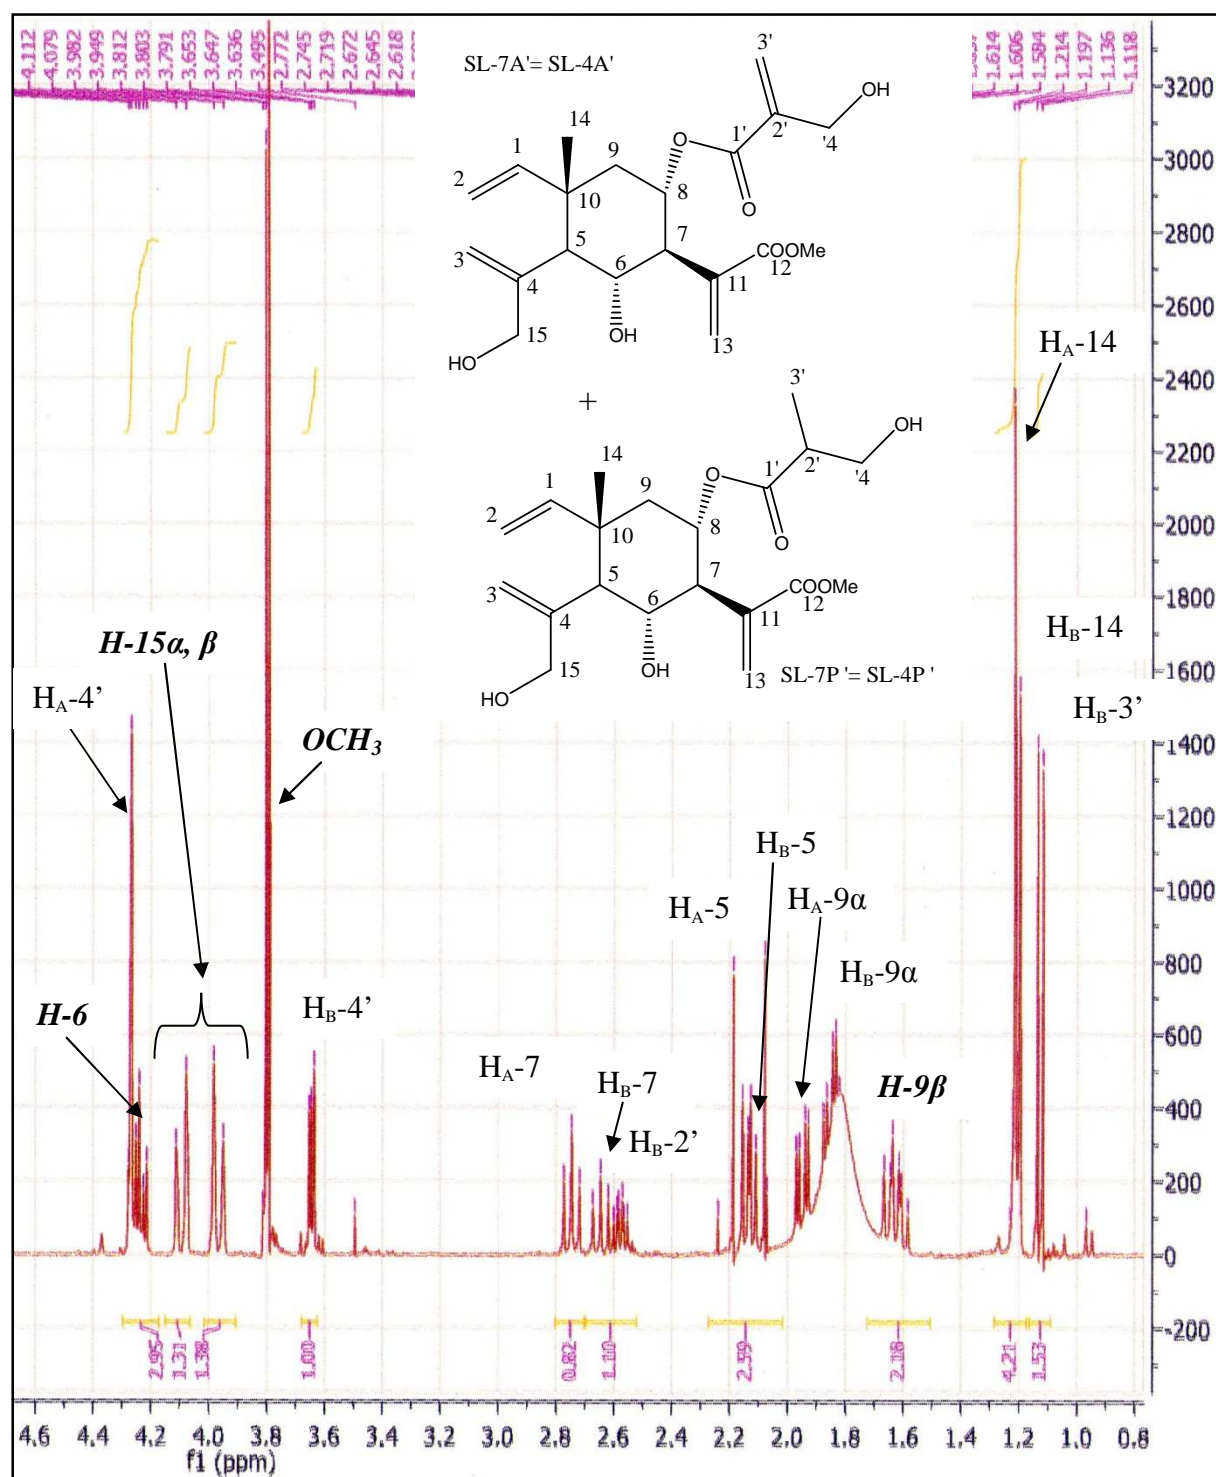 4.112 4.079 3.982 3.949 3.812 3.803 3.791 3.653 3.647 3.636 3.495 2.772 2.745 2.719 2.672 2.645 2.618
1.614 1.606 1.584 1.214 1.197 1.136 1.118
SL-7A'= SL-4A'
3'
OH
14
1
9
O
1'
2'
'4
2
10
8
O
3
5
7
4
6
COOMe
12
11
15
OH
13
HO
+
3'
OH
14
1
9
O
1'
2'
'4
2
10
8
O
3
5
7
4
6
COOMe
12
11
15
OH
13
HO
SL-7P '= SL-4P '
HA-14
HB-14
HB-3'
H-15α, β
HA-4’
OCH3
H-6
HB-4’
HA-7
HB-7
HB-2’
HA-5
HB-5
HA-9α
HB-9α
H-9β
3200
3000
2800
2600
2400
2200
2000
1800
1600
1400
1200
1000
800
600
400
200
0
-200
2.95 1.31 1.38 1.00 0.82 1.10 2.59 2.18 4.21 1.53
4.6 4.2 4.0 3.8 3.6 3.4 3.2 3.0 2.8 2.6 2.4 2.2 2.0 1.8 1.6 1.4 1.2 1.0 0.8
f1 (ppm)